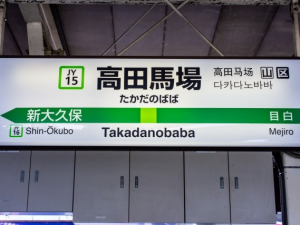 JY
15
高田馬場
たかだのばば
高田马场
山区
다카다노바바
新大久保
目白
JY
16
Shin-Ōkubo
Takadanobaba
Mejiro